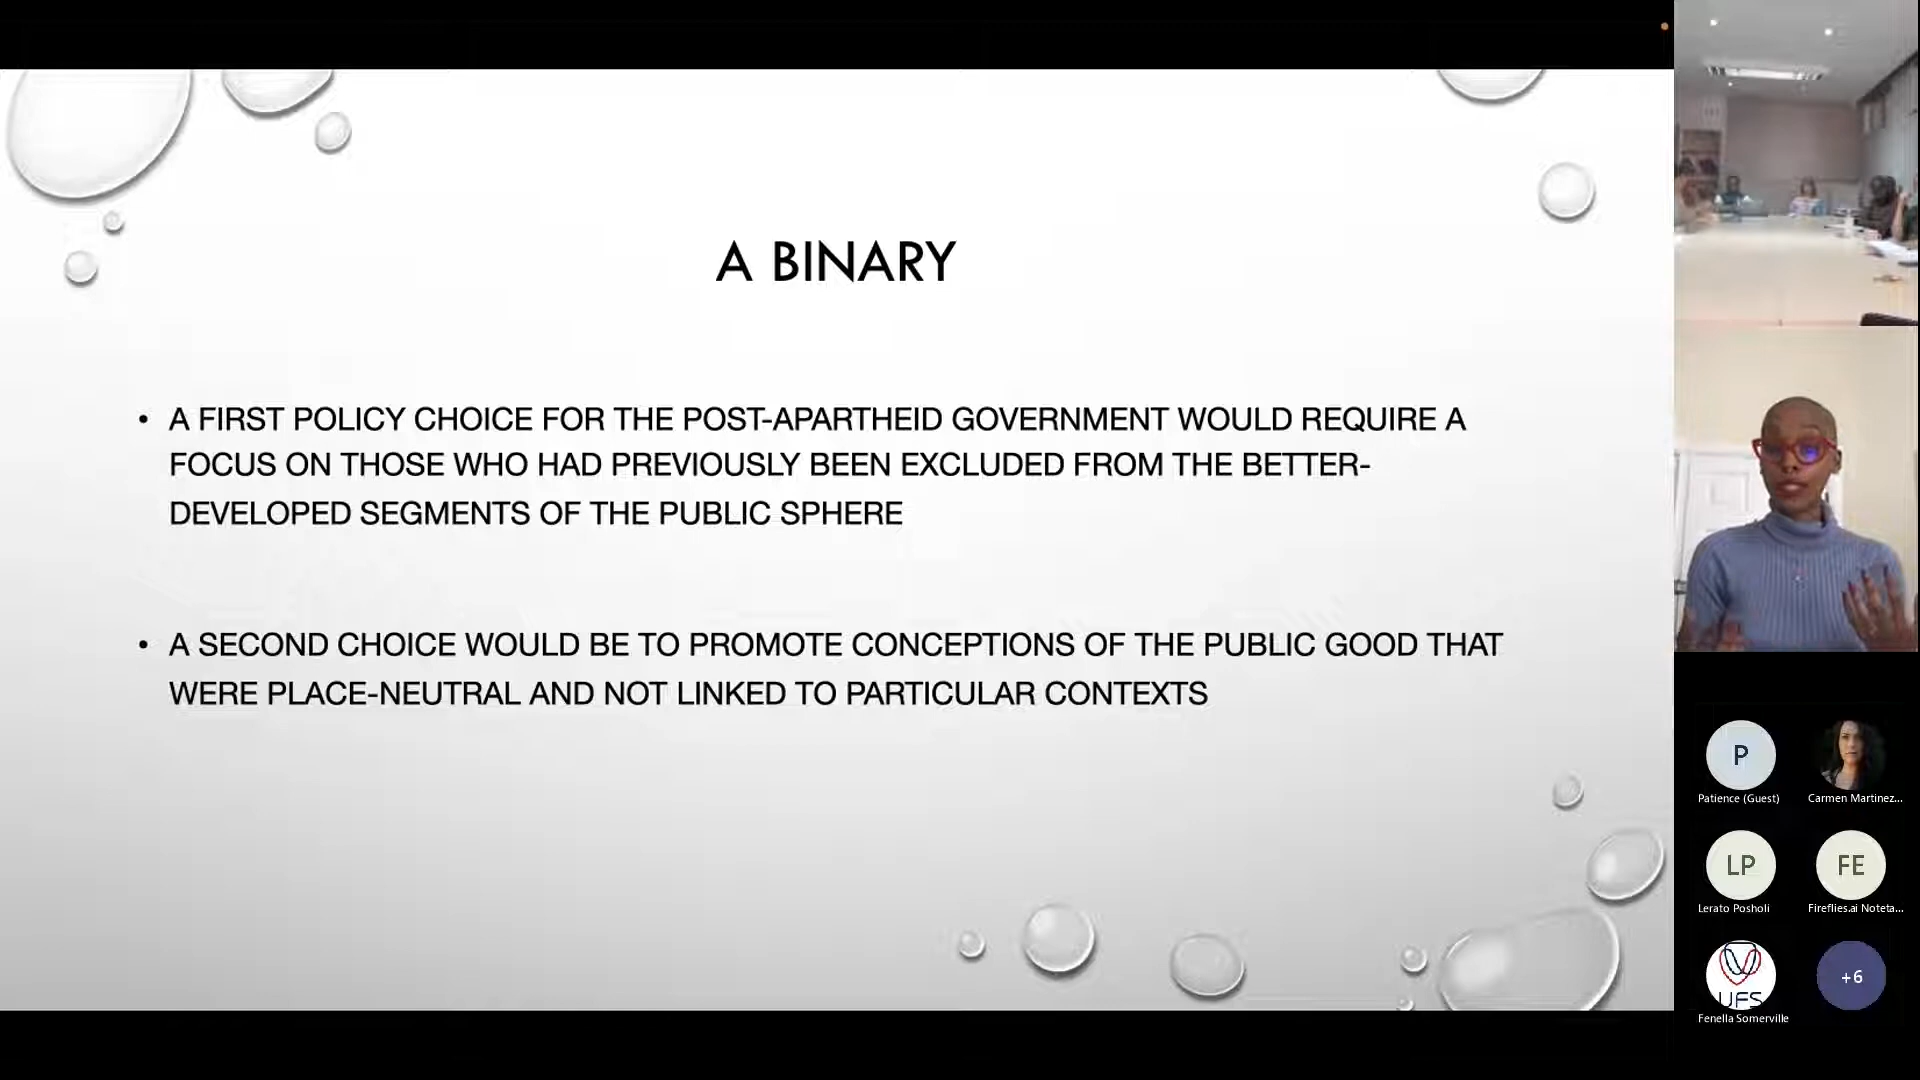 A BINARY
• A FIRST POLICY CHOICE FOR THE POST-APARTHEID GOVERNMENT WOULD REQUIRE A
FOCUS ON THOSE WHO HAD PREVIOUSLY BEEN EXCLUDED FROM THE BETTER-
DEVELOPED SEGMENTS OF THE PUBLIC SPHERE
• A SECOND CHOICE WOULD BE TO PROMOTE CONCEPTIONS OF THE PUBLIC GOOD THAT
WERE PLACE-NEUTRAL AND NOT LINKED TO PARTICULAR CONTEXTS
P
Patience (Guest)
Carmen Martinez...
LP
Lerato Posholi
FE
Fireflies.ai Noteta...
UFS
Fenella Somerville
+6